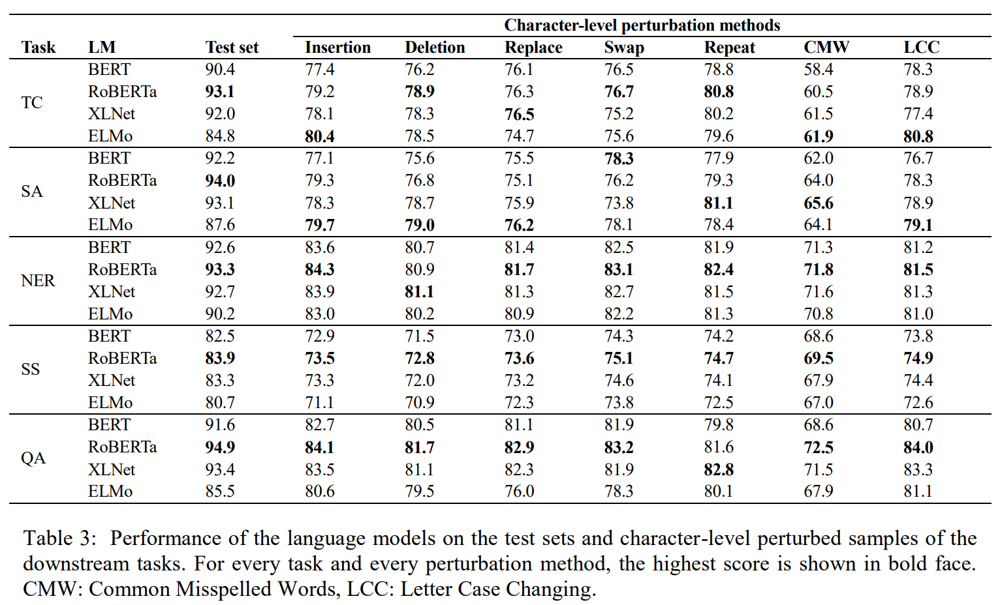 Character-level perturbation methods
Task LM Test set Insertion Deletion Replace Swap Repeat CMW LCC
TC
BERT 90.4 77.4 76.2 76.1 76.5 78.8 58.4 78.3
RoBERTa 93.1 79.2 78.9 76.3 76.7 80.8 60.5 78.9
XLNet 92.0 78.1 78.3 76.5 75.2 80.2 61.5 77.4
ELMo 84.8 80.4 78.5 74.7 75.6 79.6 61.9 80.8
SA
BERT 92.2 77.1 75.6 75.5 78.3 77.9 62.0 76.7
RoBERTa 94.0 79.3 76.8 75.1 76.2 79.3 64.0 78.3
XLNet 93.1 78.3 78.7 75.9 73.8 81.1 65.6 78.9
ELMo 87.6 79.7 79.0 76.2 78.1 78.4 64.1 79.1
NER
BERT 92.6 83.6 80.7 81.4 82.5 81.9 71.3 81.2
RoBERTa 93.3 84.3 80.9 81.7 83.1 82.4 71.8 81.5
XLNet 92.7 83.9 81.1 81.3 82.7 81.5 71.6 81.3
ELMo 90.2 83.0 80.2 80.9 82.2 81.3 70.8 81.0
SS
BERT 82.5 72.9 71.5 73.0 74.3 74.2 68.6 73.8
RoBERTa 83.9 73.5 72.8 73.6 75.1 74.7 69.5 74.9
XLNet 83.3 73.3 72.0 73.2 74.6 74.1 67.9 74.4
ELMo 80.7 71.1 70.9 72.3 73.8 72.5 67.0 72.6
QA
BERT 91.6 82.7 80.5 81.1 81.9 79.8 68.6 80.7
RoBERTa 94.9 84.1 81.7 82.9 83.2 81.6 72.5 84.0
XLNet 93.4 83.5 81.1 82.3 81.9 82.8 71.5 83.3
ELMo 85.5 80.6 79.5 76.0 78.3 80.1 67.9 81.1
Table 3: Performance of the language models on the test sets and character-level perturbed samples of the
downstream tasks. For every task and every perturbation method, the highest score is shown in bold face.
CMW: Common Misspelled Words, LCC: Letter Case Changing.